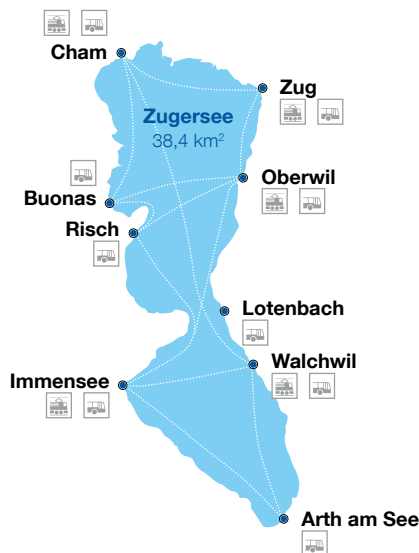 Cham
Zug
Zugersee
38,4 km²
Oberwil
Buonas
Risch
Lotenbach
Walchwil
Immensee
Arth am See